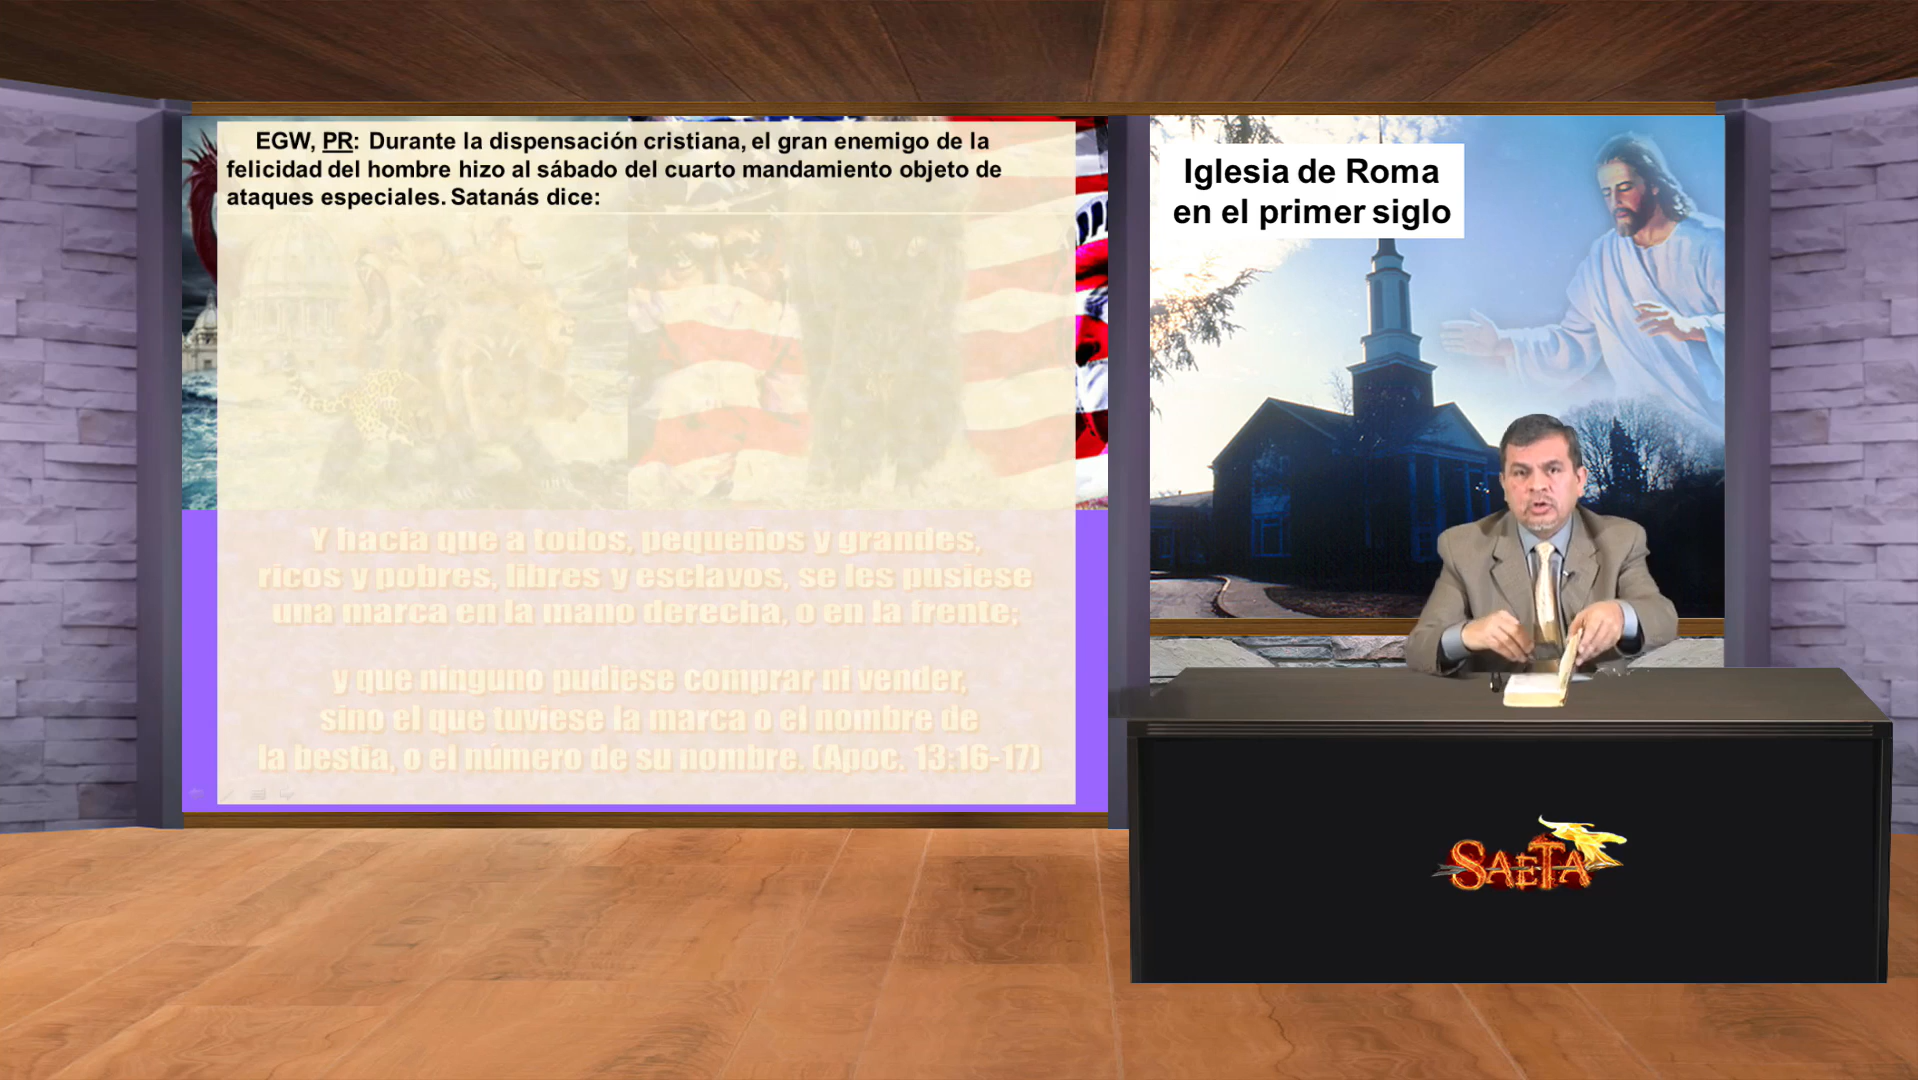 EGW, PR: Durante la dispensación cristiana, el gran enemigo de la
felicidad del hombre hizo al sábado del cuarto mandamiento objeto de
ataques especiales. Satanás dice:
Y hacía que a todos, pequeños y grandes,
ricos y pobres, libres y esclavos, se les pusiese
una marca en la mano derecha, o en la frente;
y que ninguno pudiese comprar ni vender,
sino el que tuviese la marca o el nombre de
la bestia, o el número de su nombre. (Apoc. 13:16-17)
Iglesia de Roma
en el primer siglo
SAETA